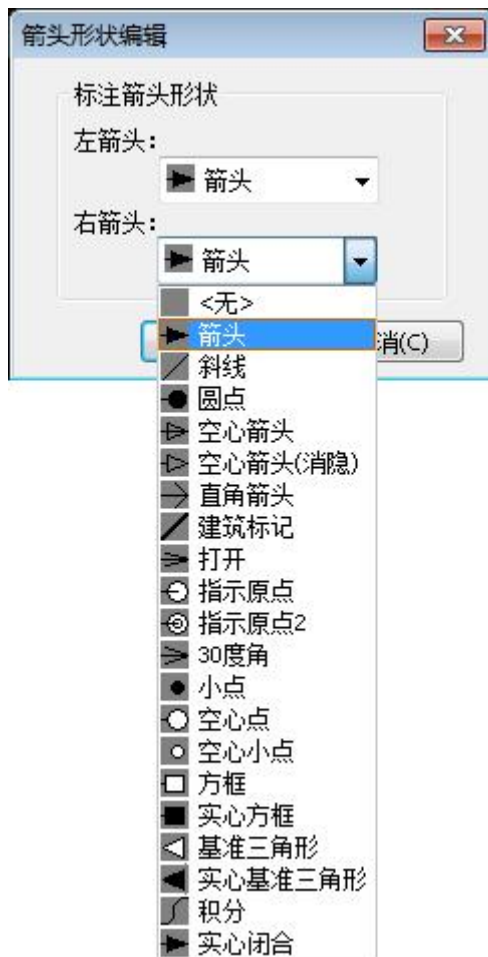 箭头形状编辑
标注箭头形状
左箭头:
箭头
右箭头:
箭头
<无>
箭头
消(C)
斜线
圆点
空心箭头
空心箭头(消隐)
直角箭头
建筑标记
打开
指示原点
指示原点2
30度角
小点
空心点
空心小点
方框
实心方框
基准三角形
实心基准三角形
积分
实心闭合